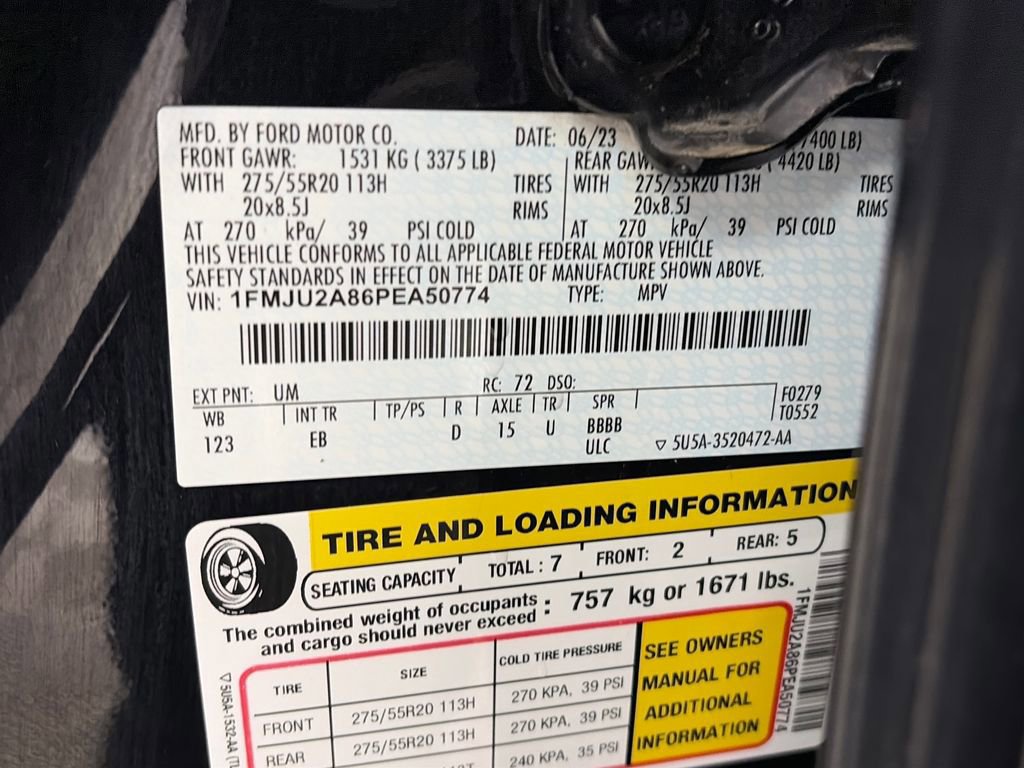 MFD. BY FORD MOTOR CO. DATE: 06/23 7400 LB)
FRONT GAWR: 1531 KG ( 3375 LB) REAR GAW ( 4420 LB)
WITH 275/55R20 113H TIRES WITH 275/55R20 113H TIRES
20x8.5J RIMS 20x8.5J RIMS
AT 270 kPa/ 39 PSI COLD AT 270 kPa/ 39 PSI COLD
THIS VEHICLE CONFORMS TO ALL APPLICABLE FEDERAL MOTOR VEHICLE
SAFETY STANDARDS IN EFFECT ON THE DATE OF MANUFACTURE SHOWN ABOVE.
VIN: 1FMJU2A86PEA50774 TYPE: MPV
EXT PNT: UM RC: 72 DSO:
WB INT TR TP/PS R AXLE TR SPR F0279
T0552
123 EB D 15 U BBBB
ULC ▽ 5U5A-3520472-AA
TIRE AND LOADING INFORMATION
SEATING CAPACITY TOTAL : 7 FRONT: 2 REAR: 5
The combined weight of occupants
and cargo should never exceed : 757 kg or 1671 lbs.
TIRE SIZE COLD TIRE PRESSURE
FRONT 275/55R20 113H 270 KPA, 39 PSI
REAR 275/55R20 113H 270 KPA, 39 PSI
240 KPA, 35 PSI
SEE OWNERS
MANUAL FOR
ADDITIONAL
INFORMATION
1FMJU2A86PEA50774
▽ 5U5A-1532-AA